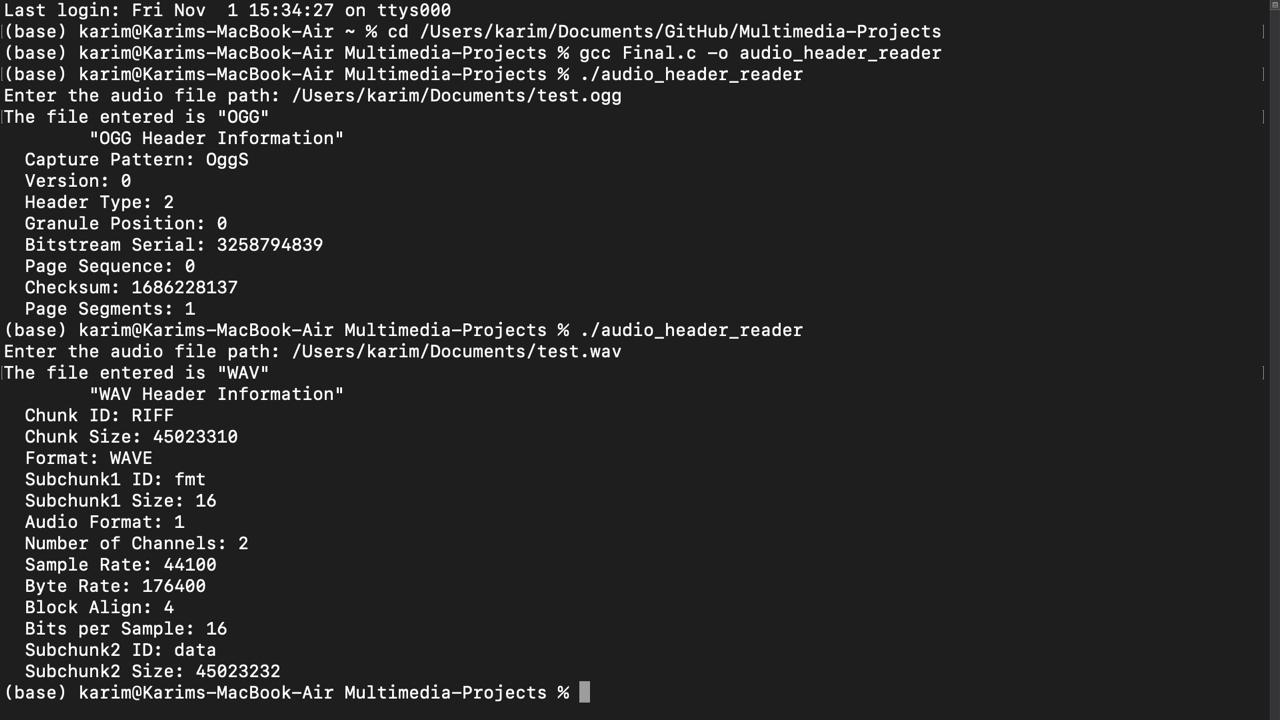 Last login: Fri Nov  1 15:34:27 on ttys000
(base) karim@Karims-MacBook-Air ~ % cd /Users/karim/Documents/GitHub/Multimedia-Projects
(base) karim@Karims-MacBook-Air Multimedia-Projects % gcc Final.c -o audio_header_reader
(base) karim@Karims-MacBook-Air Multimedia-Projects % ./audio_header_reader
Enter the audio file path: /Users/karim/Documents/test.ogg
The file entered is "OGG"
        "OGG Header Information"
  Capture Pattern: OggS
  Version: 0
  Header Type: 2
  Granule Position: 0
  Bitstream Serial: 3258794839
  Page Sequence: 0
  Checksum: 1686228137
  Page Segments: 1
(base) karim@Karims-MacBook-Air Multimedia-Projects % ./audio_header_reader
Enter the audio file path: /Users/karim/Documents/test.wav
The file entered is "WAV"
        "WAV Header Information"
  Chunk ID: RIFF
  Chunk Size: 45023310
  Format: WAVE
  Subchunk1 ID: fmt
  Subchunk1 Size: 16
  Audio Format: 1
  Number of Channels: 2
  Sample Rate: 44100
  Byte Rate: 176400
  Block Align: 4
  Bits per Sample: 16
  Subchunk2 ID: data
  Subchunk2 Size: 45023232
(base) karim@Karims-MacBook-Air Multimedia-Projects %